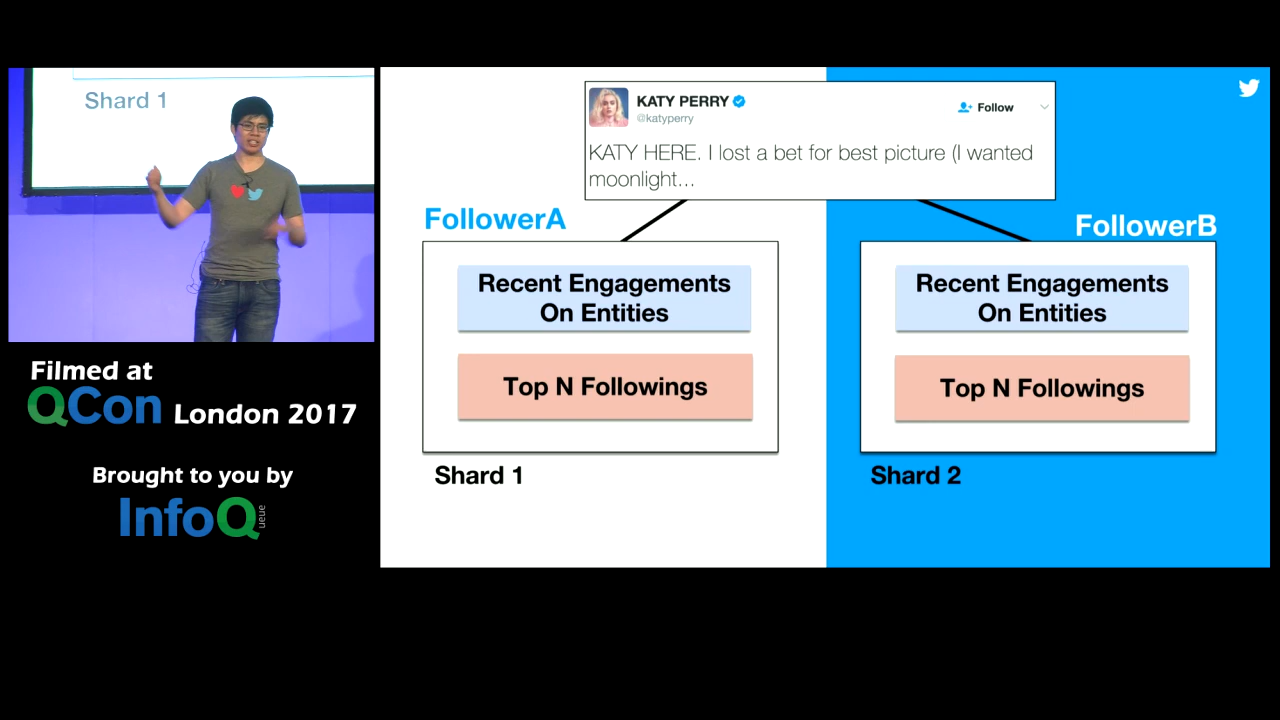 Shard 1
Filmed at
QCon London 2017
Brought to you by
InfoQ
ueue
KATY PERRY
@katyperry
Follow
KATY HERE. I lost a bet for best picture (I wanted
moonlight...
FollowerA
FollowerB
Recent Engagements
On Entities
Top N Followings
Shard 1
Recent Engagements
On Entities
Top N Followings
Shard 2